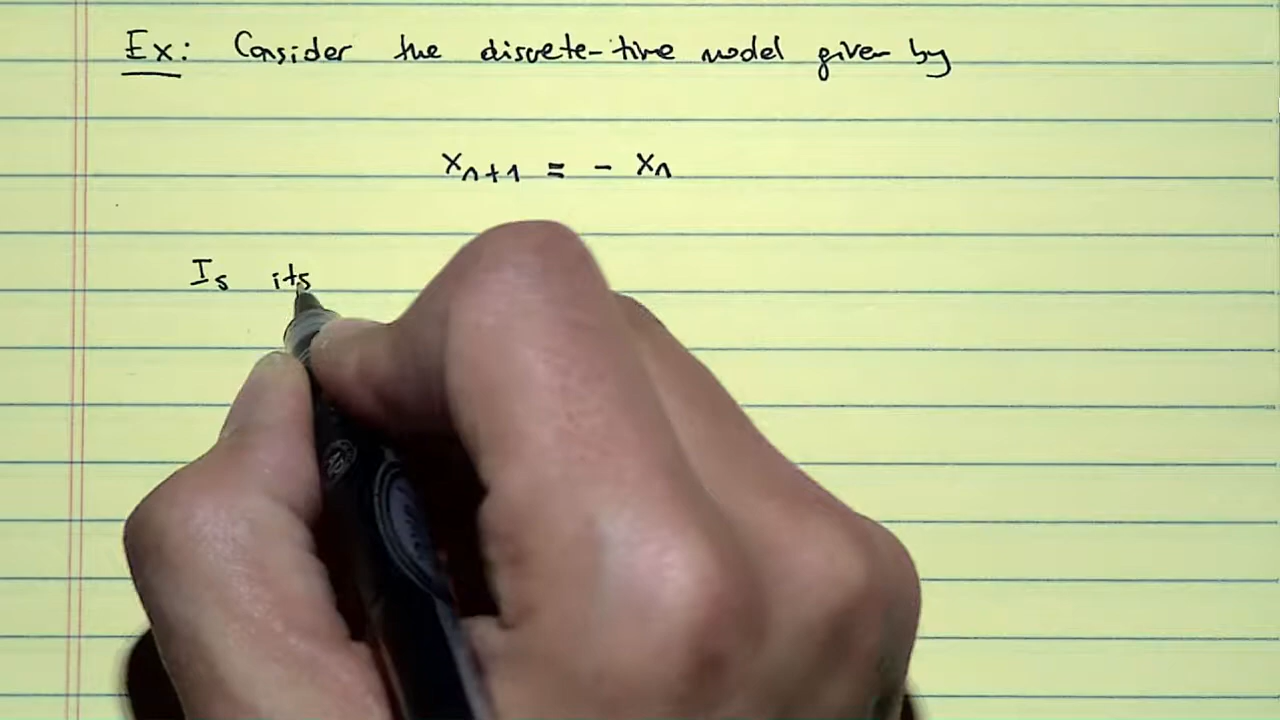 Ex: Consider the discrete-time model given by
xn+1 = - xn
Is its